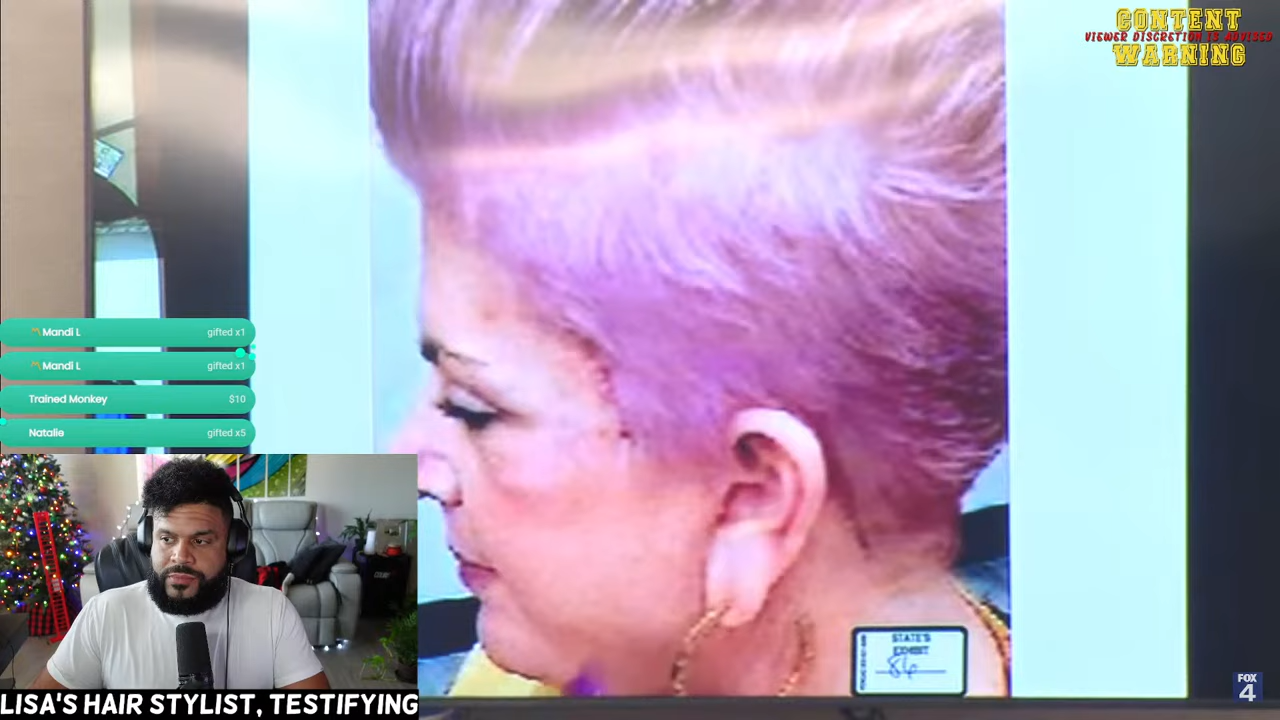 CONTENT
VIEWER DISCRETION IS ADVISED
WARNING
Mandi L gifted x1
Mandi L gifted x1
Trained Monkey $10
Natalie gifted x5
STATE'S
EXHIBIT
86
LISA'S HAIR STYLIST, TESTIFYING
FOX
4